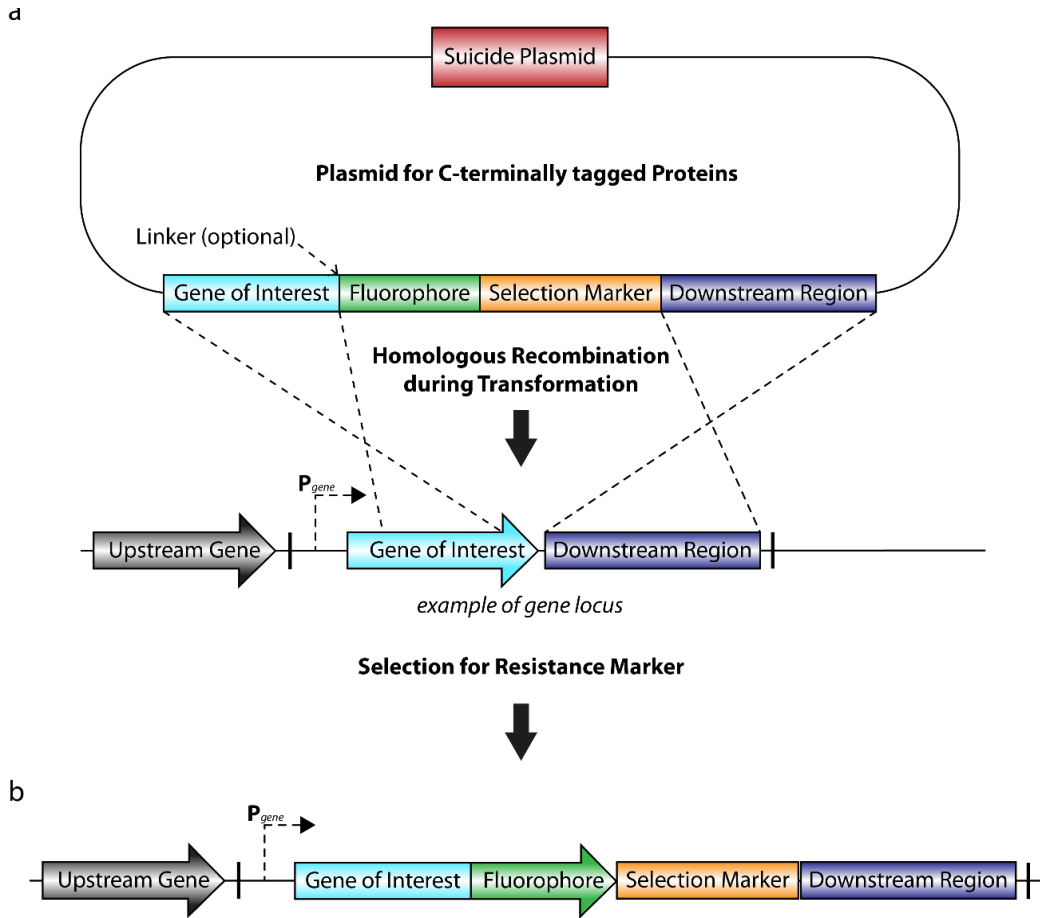 a
Suicide Plasmid
Plasmid for C-terminally tagged Proteins
Linker (optional)
Gene of Interest Fluorophore Selection Marker Downstream Region
Homologous Recombination
during Transformation
Pgene
Upstream Gene Gene of Interest Downstream Region
example of gene locus
Selection for Resistance Marker
b
Pgene
Upstream Gene Gene of Interest Fluorophore Selection Marker Downstream Region